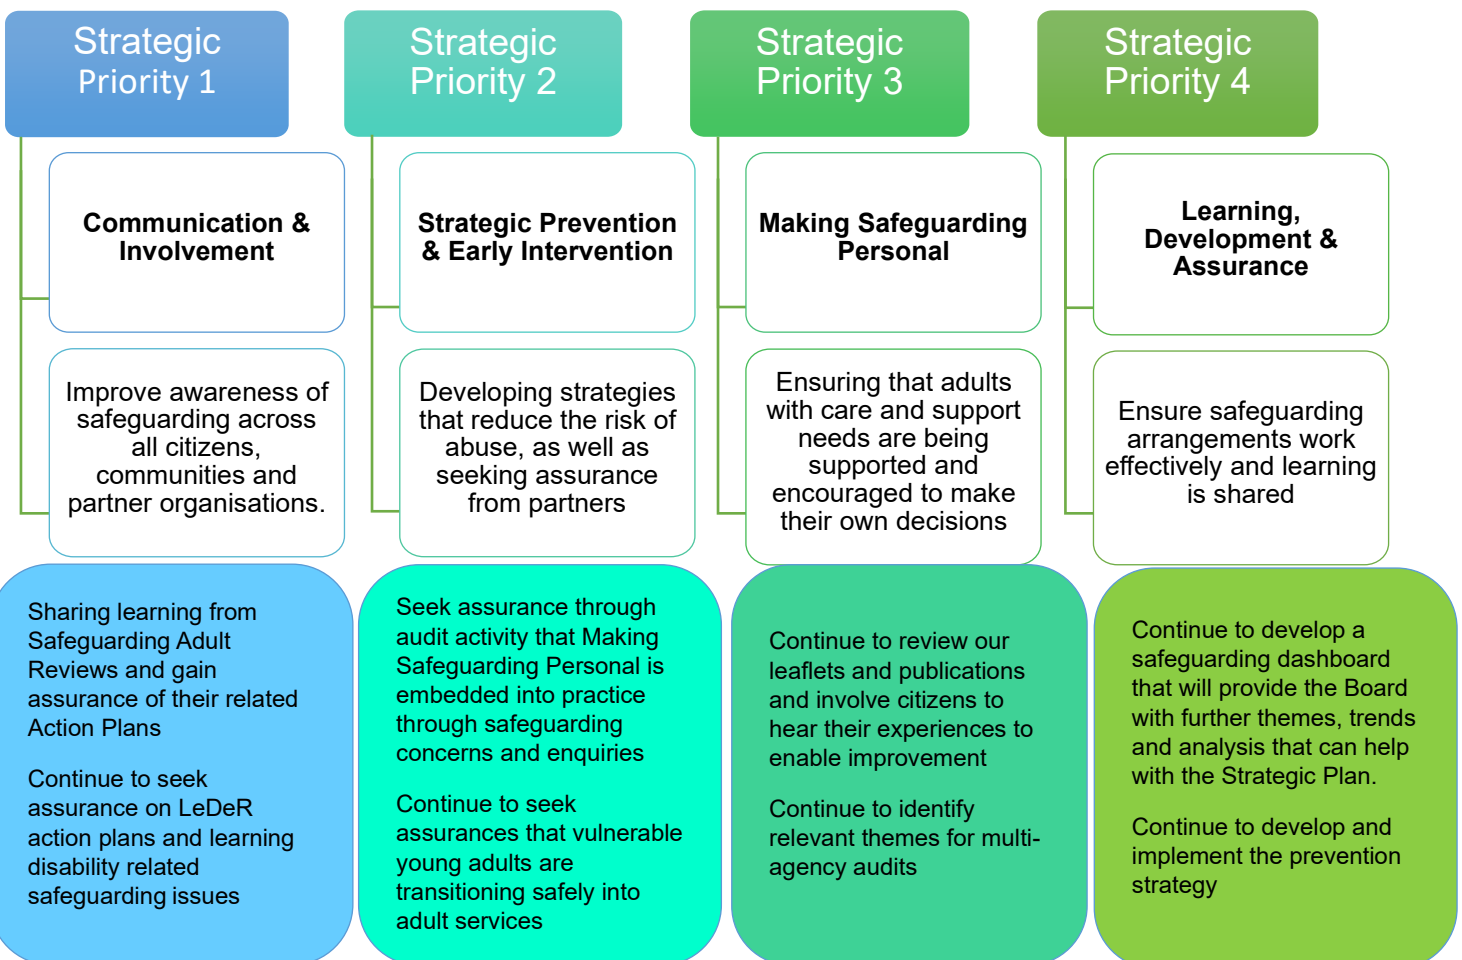 Strategic
Priority 1
Communication &
Involvement
Improve awareness of
safeguarding across
all citizens,
communities and
partner organisations.
Sharing learning from
Safeguarding Adult
Reviews and gain
assurance of their related
Action Plans
Continue to seek
assurance on LeDeR
action plans and learning
disability related
safeguarding issues
Strategic
Priority 2
Strategic Prevention
& Early Intervention
Developing strategies
that reduce the risk of
abuse, as well as
seeking assurance
from partners
Seek assurance through
audit activity that Making
Safeguarding Personal is
embedded into practice
through safeguarding
concerns and enquiries
Continue to seek
assurances that vulnerable
young adults are
transitioning safely into
adult services
Strategic
Priority 3
Making Safeguarding
Personal
Ensuring that adults
with care and support
needs are being
supported and
encouraged to make
their own decisions
Continue to review our
leaflets and publications
and involve citizens to
hear their experiences to
enable improvement
Continue to identify
relevant themes for multi-
agency audits
Strategic
Priority 4
Learning,
Development &
Assurance
Ensure safeguarding
arrangements work
effectively and learning
is shared
Continue to develop a
safeguarding dashboard
that will provide the Board
with further themes, trends
and analysis that can help
with the Strategic Plan.
Continue to develop and
implement the prevention
strategy